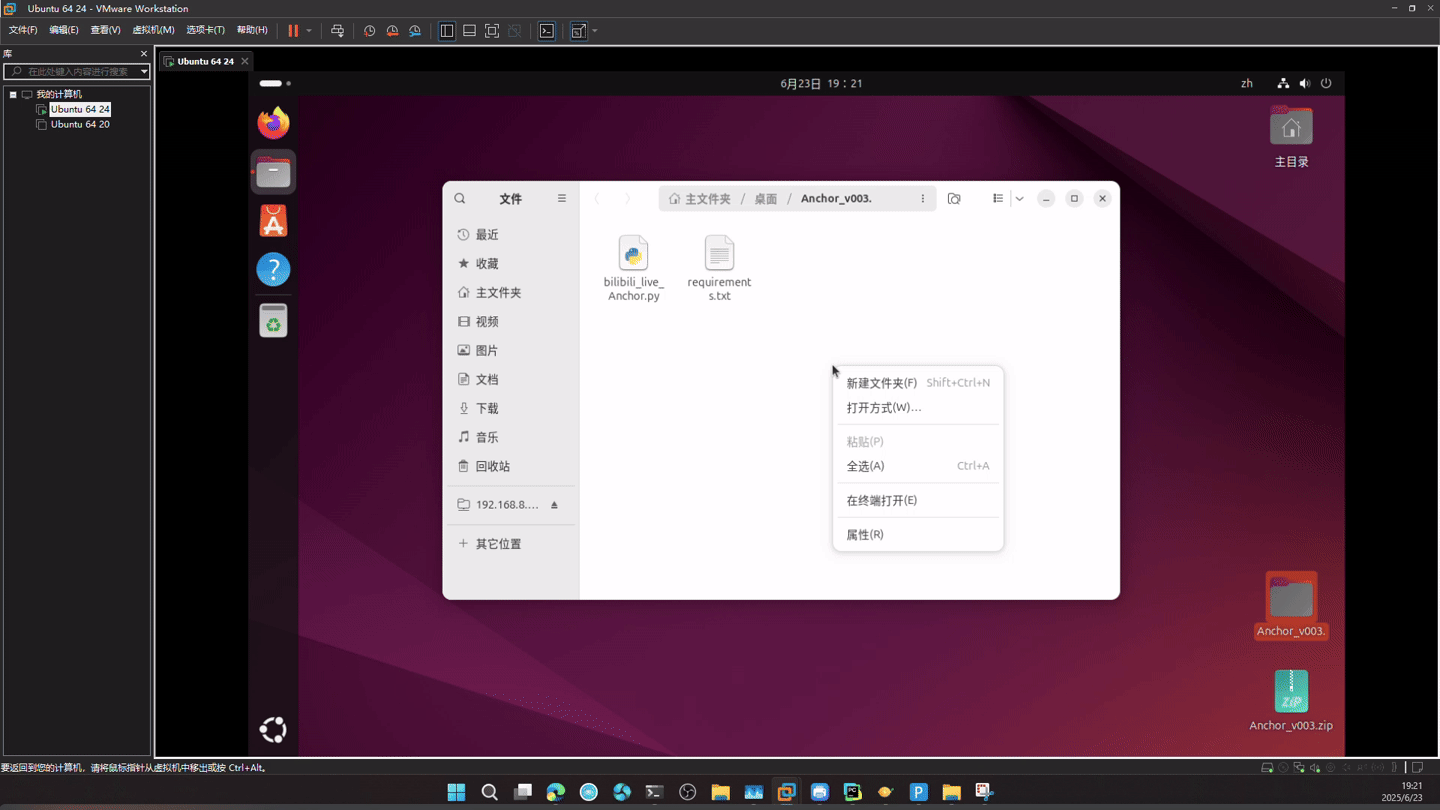 Ubuntu 64 24 - VMware Workstation
文件(F) 编辑(E) 查看(V) 虚拟机(M) 选项卡(T) 帮助(H)
库
在此处键入内容进行搜索
我的计算机
Ubuntu 64 24
Ubuntu 64 20
Ubuntu 64 24
6月23日 19：21
zh
主目录
文件
主文件夹 / 桌面 / Anchor_v003.
最近
收藏
主文件夹
视频
图片
文档
下载
音乐
回收站
192.168.8....
其它位置
bilibili_live_
Anchor.py
requirement
s.txt
新建文件夹(F) Shift+Ctrl+N
打开方式(W)...
粘贴(P)
全选(A) Ctrl+A
在终端打开(E)
属性(R)
Anchor_v003.
ZIP
Anchor_v003.zip
要返回到您的计算机，请将鼠标指针从虚拟机中移出或按 Ctrl+Alt。
PC
P
19:21
2025/6/23